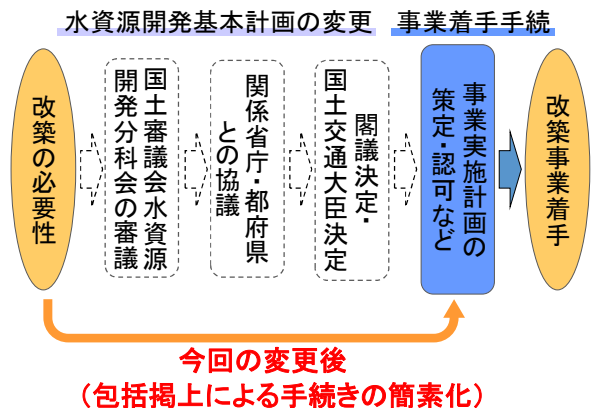 水資源開発基本計画の変更
事業着手手続
改築の必要性
国土審議会水資源
開発分科会の審議
関係省庁・都府県
との協議
閣議決定・
国土交通大臣決定
事業実施計画の
策定・認可など
改築事業着手
今回の変更後
（包括掲上による手続きの簡素化）